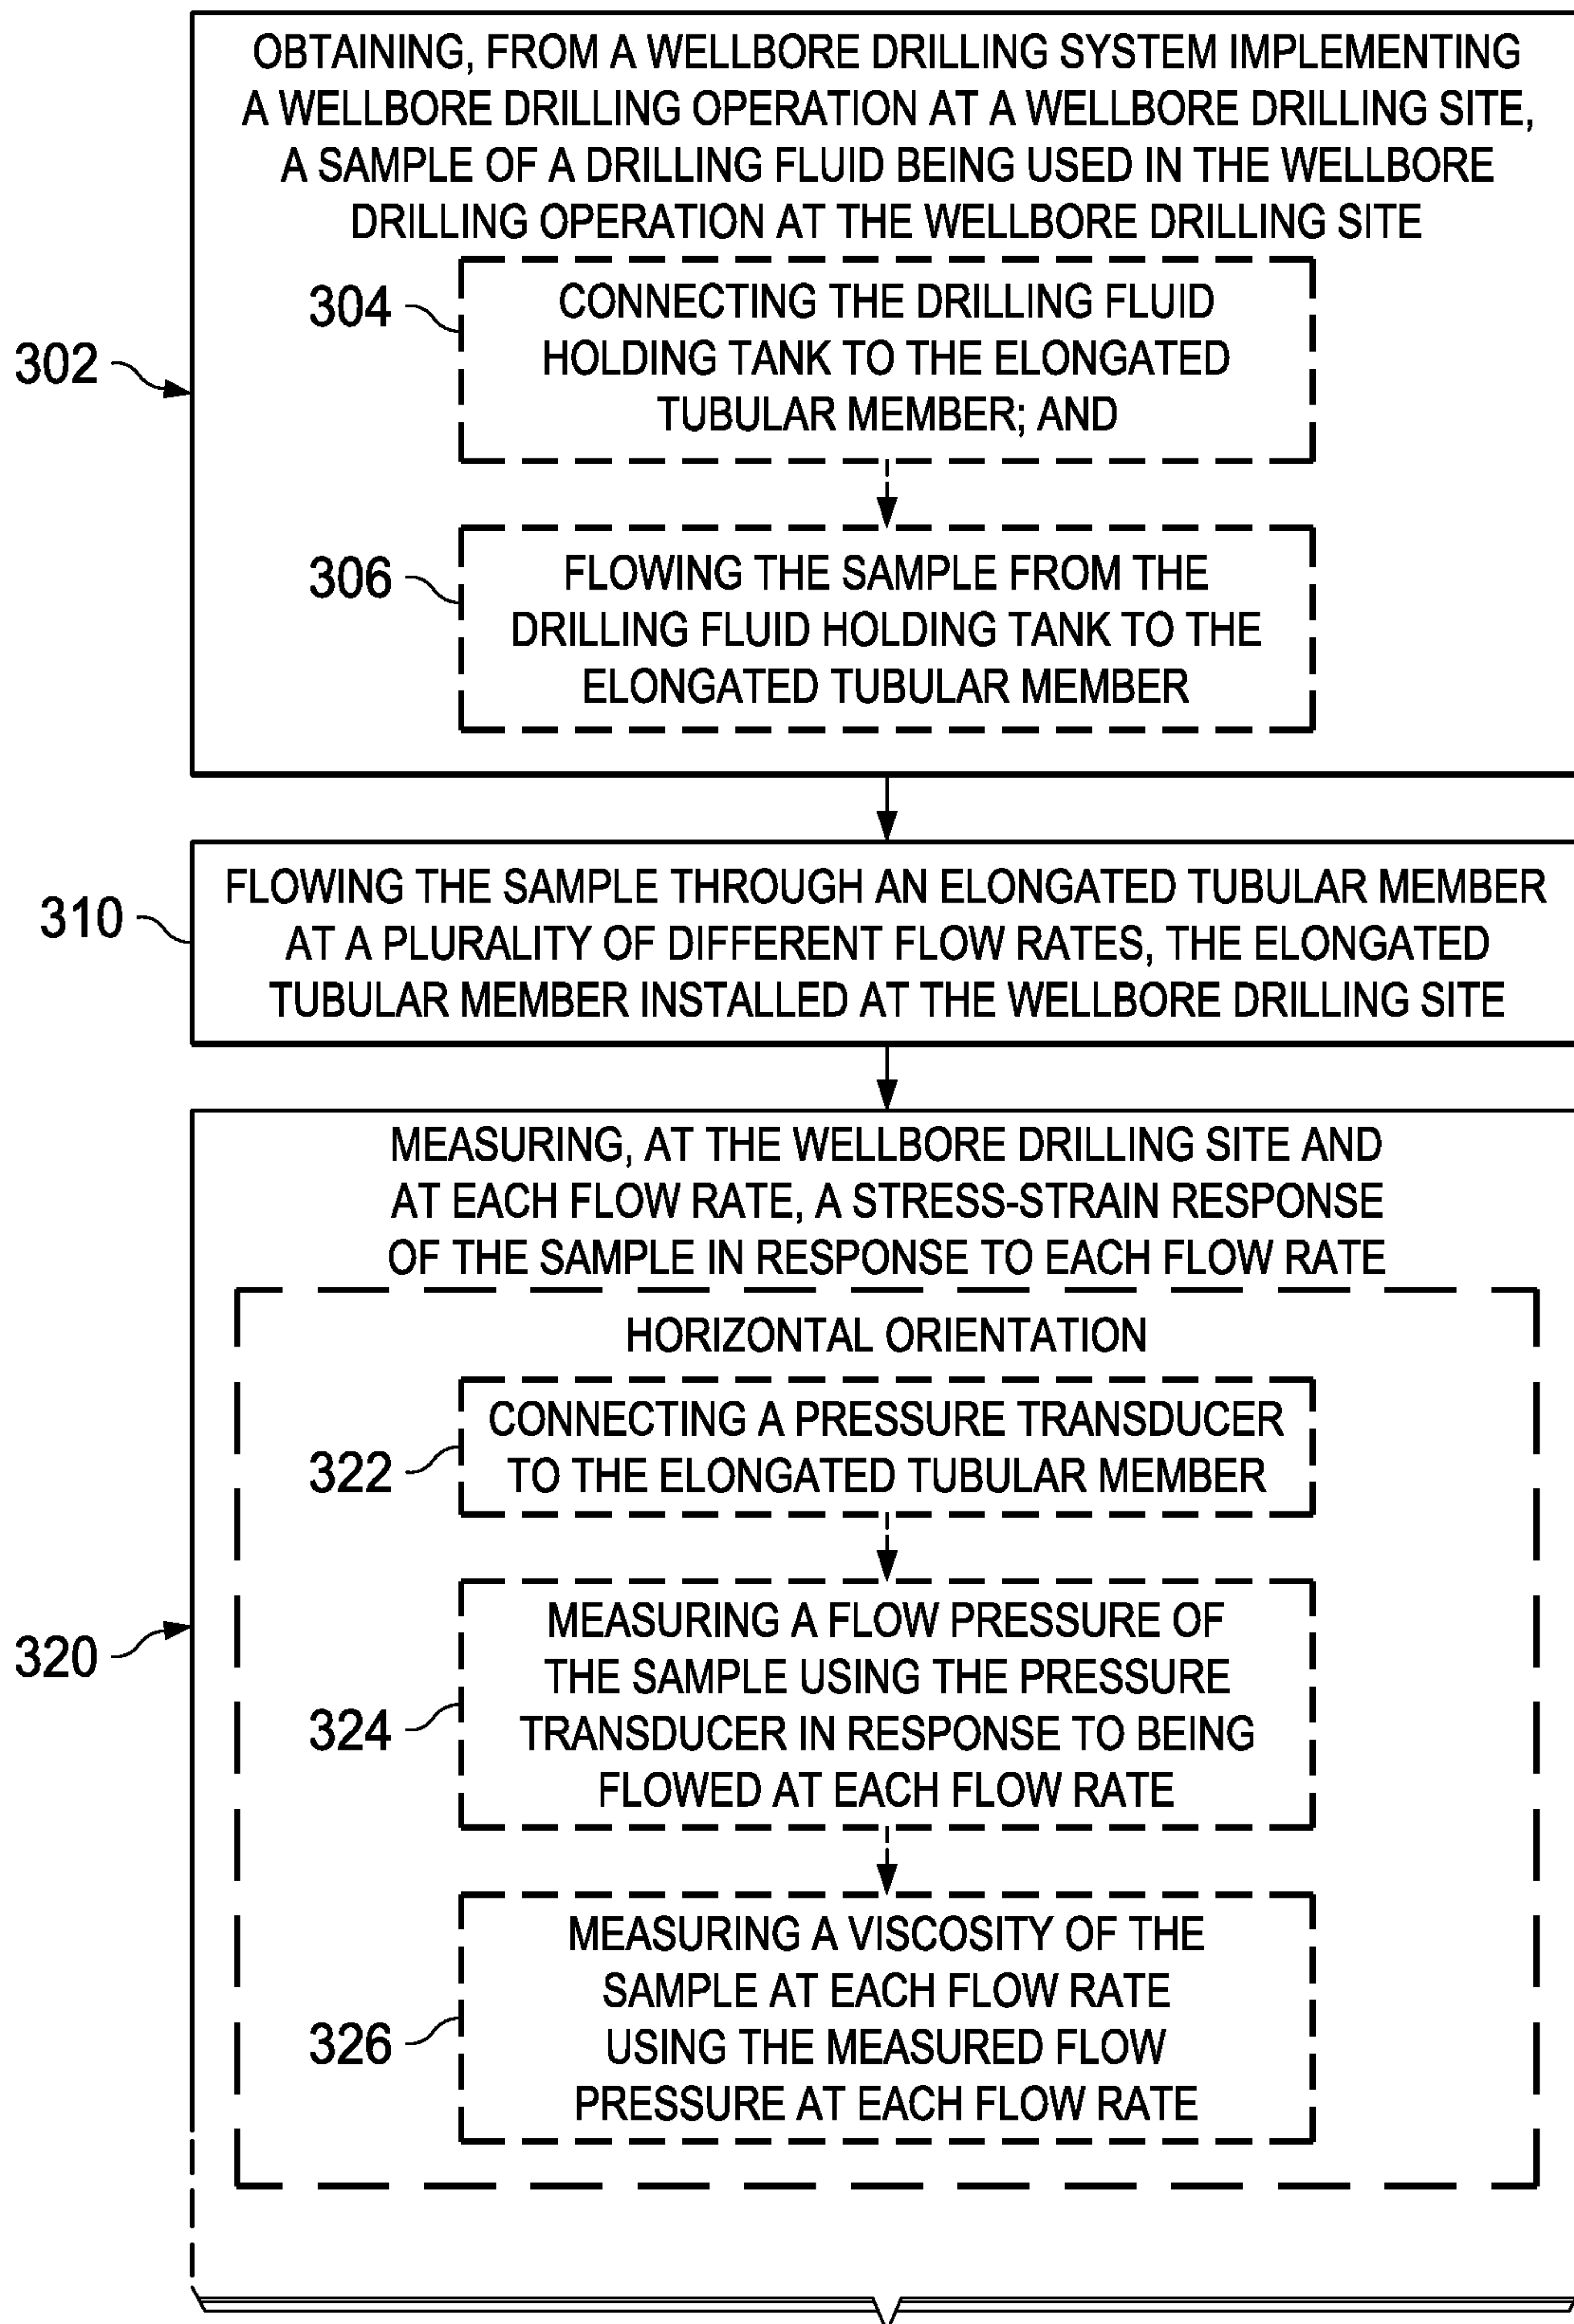 OBTAINING, FROM A WELLBORE DRILLING SYSTEM IMPLEMENTING
A WELLBORE DRILLING OPERATION AT A WELLBORE DRILLING SITE,
A SAMPLE OF A DRILLING FLUID BEING USED IN THE WELLBORE
DRILLING OPERATION AT THE WELLBORE DRILLING SITE
302
304
CONNECTING THE DRILLING FLUID
HOLDING TANK TO THE ELONGATED
TUBULAR MEMBER; AND
306
FLOWING THE SAMPLE FROM THE
DRILLING FLUID HOLDING TANK TO THE
ELONGATED TUBULAR MEMBER
310
FLOWING THE SAMPLE THROUGH AN ELONGATED TUBULAR MEMBER
AT A PLURALITY OF DIFFERENT FLOW RATES, THE ELONGATED
TUBULAR MEMBER INSTALLED AT THE WELLBORE DRILLING SITE
MEASURING, AT THE WELLBORE DRILLING SITE AND
AT EACH FLOW RATE, A STRESS-STRAIN RESPONSE
OF THE SAMPLE IN RESPONSE TO EACH FLOW RATE
320
HORIZONTAL ORIENTATION
322
CONNECTING A PRESSURE TRANSDUCER
TO THE ELONGATED TUBULAR MEMBER
324
MEASURING A FLOW PRESSURE OF
THE SAMPLE USING THE PRESSURE
TRANSDUCER IN RESPONSE TO BEING
FLOWED AT EACH FLOW RATE
326
MEASURING A VISCOSITY OF THE
SAMPLE AT EACH FLOW RATE
USING THE MEASURED FLOW
PRESSURE AT EACH FLOW RATE